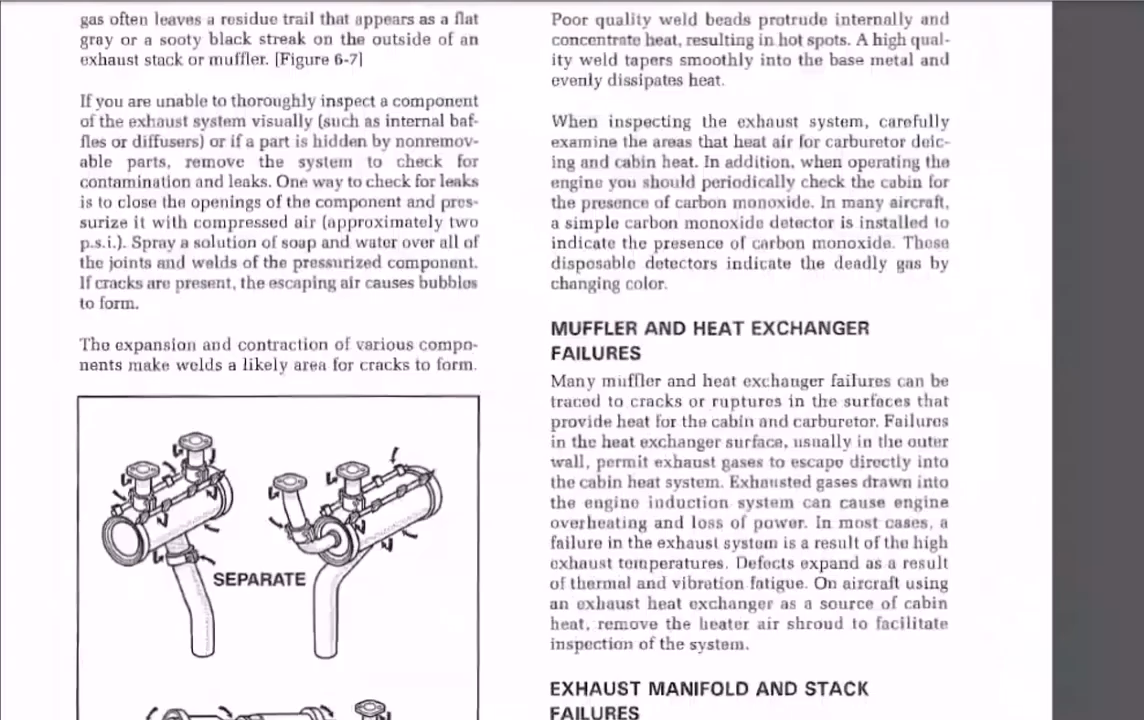 gas often leaves a residue trail that appears as a flat
gray or a sooty black streak on the outside of an
exhaust stack or muffler. [Figure 6-7]
If you are unable to thoroughly inspect a component
of the exhaust system visually (such as internal baf-
fles or diffusers) or if a part is hidden by nonremov-
able parts, remove the system to check for
contamination and leaks. One way to check for leaks
is to close the openings of the component and pres-
surize it with compressed air (approximately two
p.s.i.). Spray a solution of soap and water over all of
the joints and welds of the pressurized component.
If cracks are present, the escaping air causes bubbles
to form.
The expansion and contraction of various compo-
nents make welds a likely area for cracks to form.
SEPARATE
Poor quality weld beads protrude internally and
concentrate heat, resulting in hot spots. A high qual-
ity weld tapers smoothly into the base metal and
evenly dissipates heat.
When inspecting the exhaust system, carefully
examine the areas that heat air for carburetor deic-
ing and cabin heat. In addition, when operating the
engine you should periodically check the cabin for
the presence of carbon monoxide. In many aircraft,
a simple carbon monoxide detector is installed to
indicate the presence of carbon monoxide. These
disposable detectors indicate the deadly gas by
changing color.
MUFFLER AND HEAT EXCHANGER
FAILURES
Many muffler and heat exchanger failures can be
traced to cracks or ruptures in the surfaces that
provide heat for the cabin and carburetor. Failures
in the heat exchanger surface, usually in the outer
wall, permit exhaust gases to escape directly into
the cabin heat system. Exhausted gases drawn into
the engine induction system can cause engine
overheating and loss of power. In most cases, a
failure in the exhaust system is a result of the high
exhaust temperatures. Defects expand as a result
of thermal and vibration fatigue. On aircraft using
an exhaust heat exchanger as a source of cabin
heat, remove the heater air shroud to facilitate
inspection of the system.
EXHAUST MANIFOLD AND STACK
FAILURES